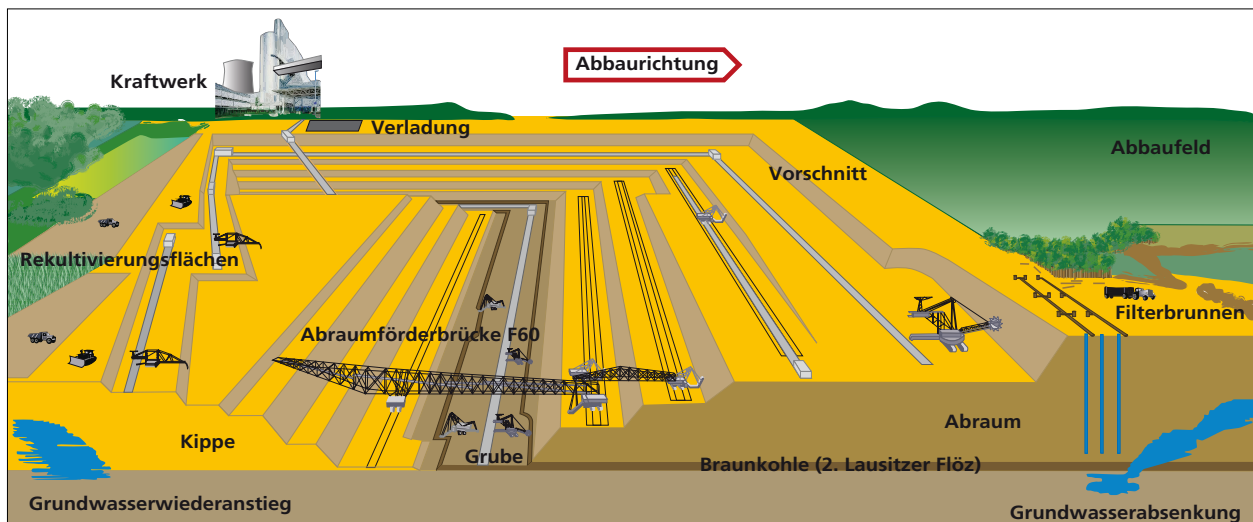 Abbaurichtung
Kraftwerk
Verladung
Abbaufeld
Vorschnitt
Rekultivierungsflächen
Filterbrunnen
Abraumförderbrücke F60
Abraum
Kippe
Grube
Braunkohle (2. Lausitzer Flöz)
Grundwasserwiederanstieg
Grundwasserabsenkung